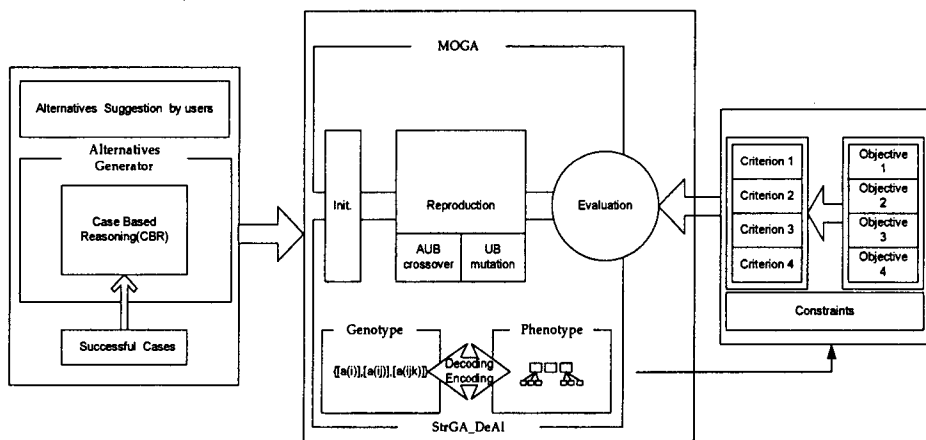 MOGA
Alternatives Suggestion by users
Alternatives
Generator
Case Based
Reasoning(CBR)
Successful Cases
Init.
Reproduction
AUB
crossover
UB
mutation
Evaluation
Criterion 1
Criterion 2
Criterion 3
Criterion 4
Objective
1
Objective
2
Objective
3
Objective
4
Constraints
Genotype
{[a(i)],[a(ij)],[a(ijk)]}
Decoding
Encoding
Phenotype
StrGA_DeAl